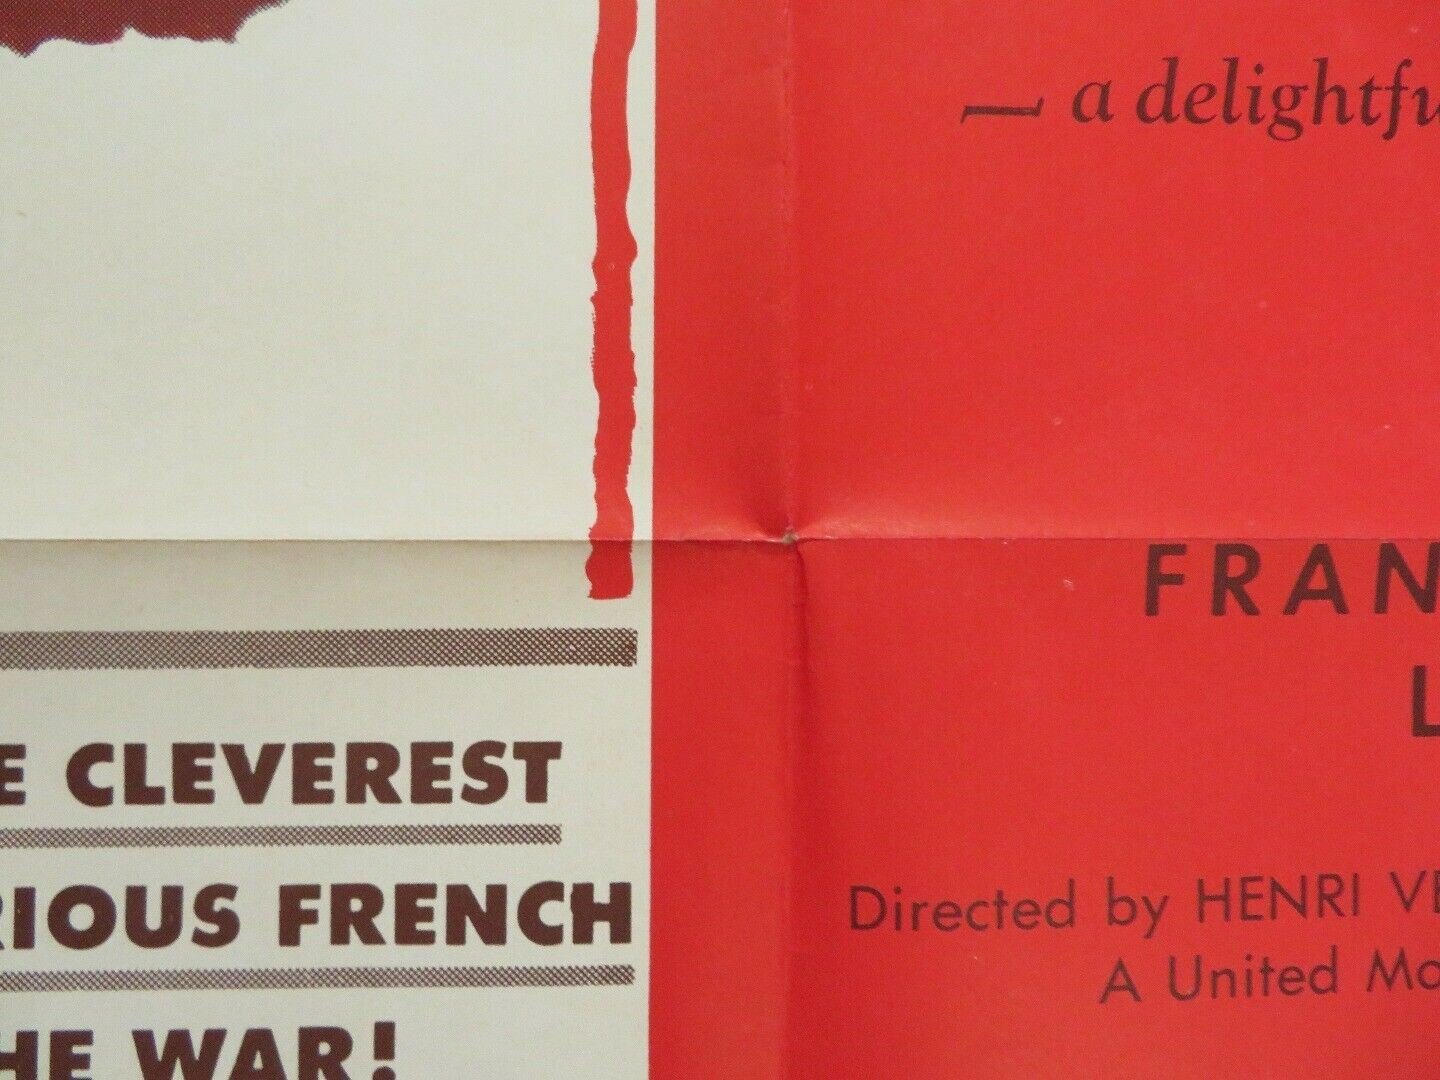 a delightfu
FRAN
L
E CLEVEREST
RIOUS FRENCH
HE WAR!
Directed by HENRI VE
A United Mo